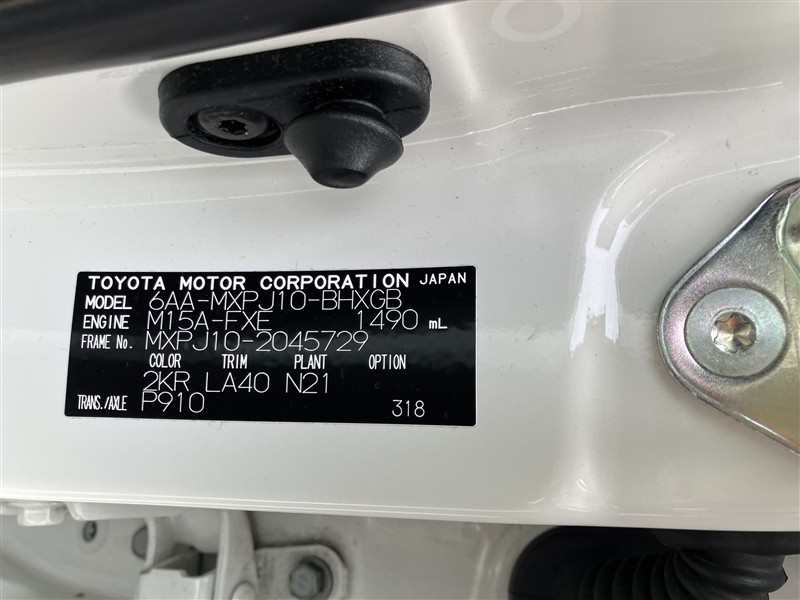 TOYOTA MOTOR CORPORATION JAPAN
MODEL 6AA-MXPJ10-BHXGB
ENGINE M15A-FXE 1490 mL
FRAME No. MXPJ10-2045729
COLOR TRIM PLANT OPTION
2KR LA40 N21
TRANS./AXLE P910 318